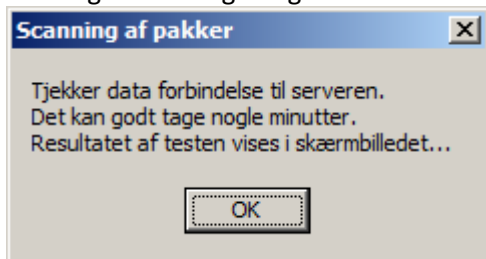 Scanning af pakker
Tjekker data forbindelse til serveren.
Det kan godt tage nogle minutter.
Resultatet af testen vises i skærmbilledet...
OK